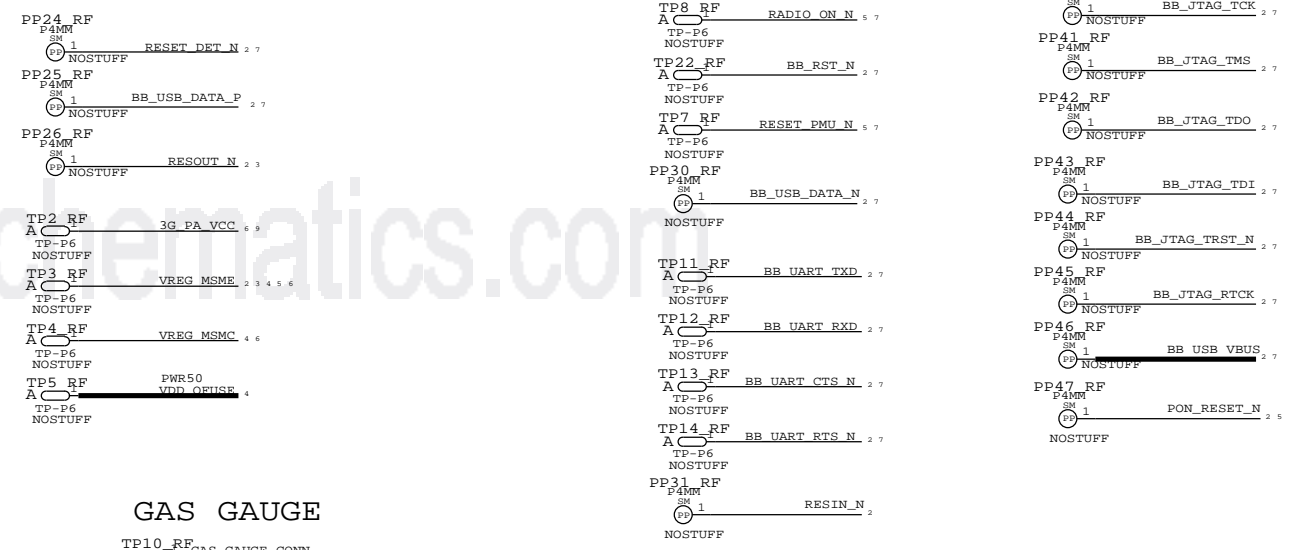 PP24_RF
P4MM
SM
PP
1
NOSTUFF
RESET_DET_N 2 7
PP25_RF
P4MM
SM
PP
1
NOSTUFF
BB_USB_DATA_P 2 7
PP26_RF
P4MM
SM
PP
1
NOSTUFF
RESOUT_N 2 3
TP2_RF
A
1
TP-P6
NOSTUFF
3G_PA_VCC 6 9
TP3_RF
A
1
TP-P6
NOSTUFF
VREG_MSME 2 3 4 5 6
TP4_RF
A
1
TP-P6
NOSTUFF
VREG_MSMC 4 6
TP5_RF
A
1
TP-P6
NOSTUFF
PWR50
VDD_QFUSE 4
GAS GAUGE
TP10_RF
GAS_GAUGE_CONN
TP8_RF
A
1
TP-P6
NOSTUFF
RADIO_ON_N 5 7
TP22_RF
A
1
TP-P6
NOSTUFF
BB_RST_N 2 7
TP7_RF
A
1
TP-P6
NOSTUFF
RESET_PMU_N 5 7
PP30_RF
P4MM
SM
PP
1
NOSTUFF
BB_USB_DATA_N 2 7
TP11_RF
A
1
TP-P6
NOSTUFF
BB_UART_TXD 2 7
TP12_RF
A
1
TP-P6
NOSTUFF
BB_UART_RXD 2 7
TP13_RF
A
1
TP-P6
NOSTUFF
BB_UART_CTS_N 2 7
TP14_RF
A
1
TP-P6
NOSTUFF
BB_UART_RTS_N 2 7
PP31_RF
P4MM
SM
PP
1
NOSTUFF
RESIN_N 2
SM
PP
1
NOSTUFF
BB_JTAG_TCK 2 7
PP41_RF
P4MM
SM
PP
1
NOSTUFF
BB_JTAG_TMS 2 7
PP42_RF
P4MM
SM
PP
1
NOSTUFF
BB_JTAG_TDO 2 7
PP43_RF
P4MM
SM
PP
1
NOSTUFF
BB_JTAG_TDI 2 7
PP44_RF
P4MM
SM
PP
1
NOSTUFF
BB_JTAG_TRST_N 2 7
PP45_RF
P4MM
SM
PP
1
NOSTUFF
BB_JTAG_RTCK 2 7
PP46_RF
P4MM
SM
PP
1
NOSTUFF
BB_USB_VBUS 2 7
PP47_RF
P4MM
SM
PP
1
NOSTUFF
PON_RESET_N 2 5
chematics.com